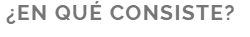 ¿EN QUÉ CONSISTE?